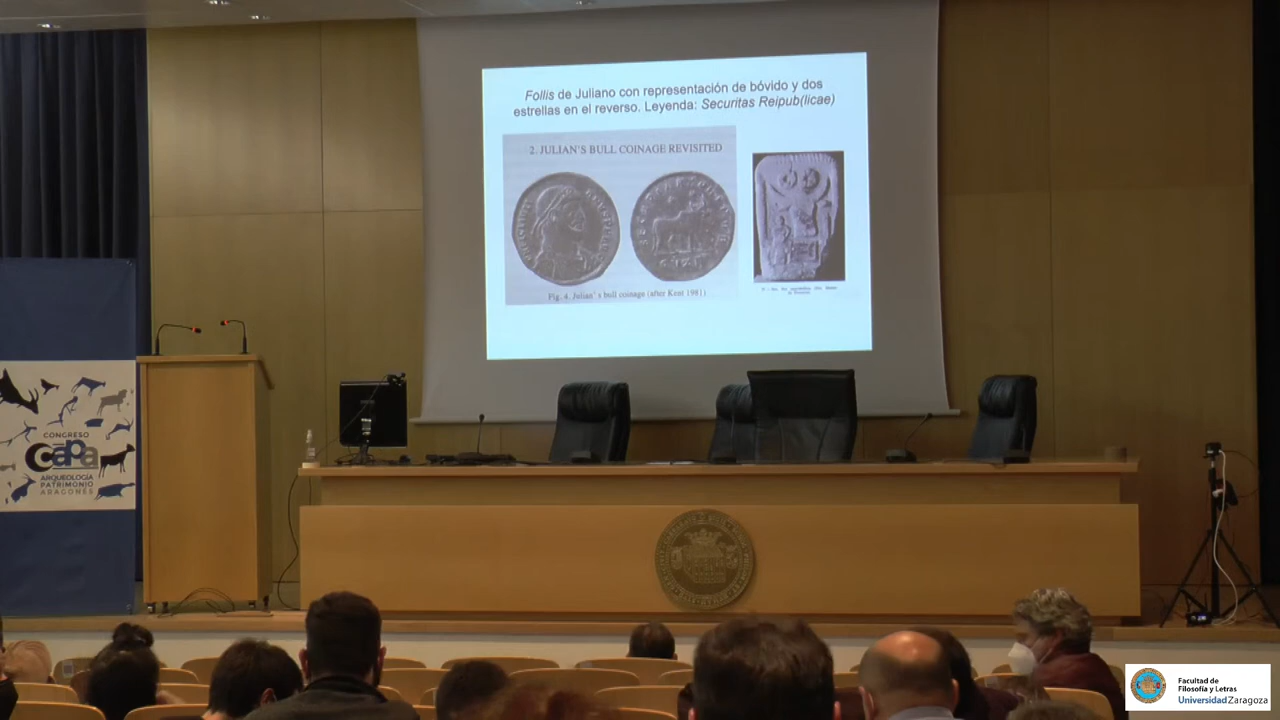 Follis de Juliano con representación de bóvido y dos
estrellas en el reverso. Leyenda: Securitas Reipub(licae)
2. JULIAN'S BULL COINAGE REVISITED
Fig. 4. Julian's bull coinage (after Kent 1981)
CONGRESO
CAPA
ARQUEOLOGÍA
PATRIMONIO
ARAGONÉS
Facultad de
Filosofía y Letras
Universidad Zaragoza